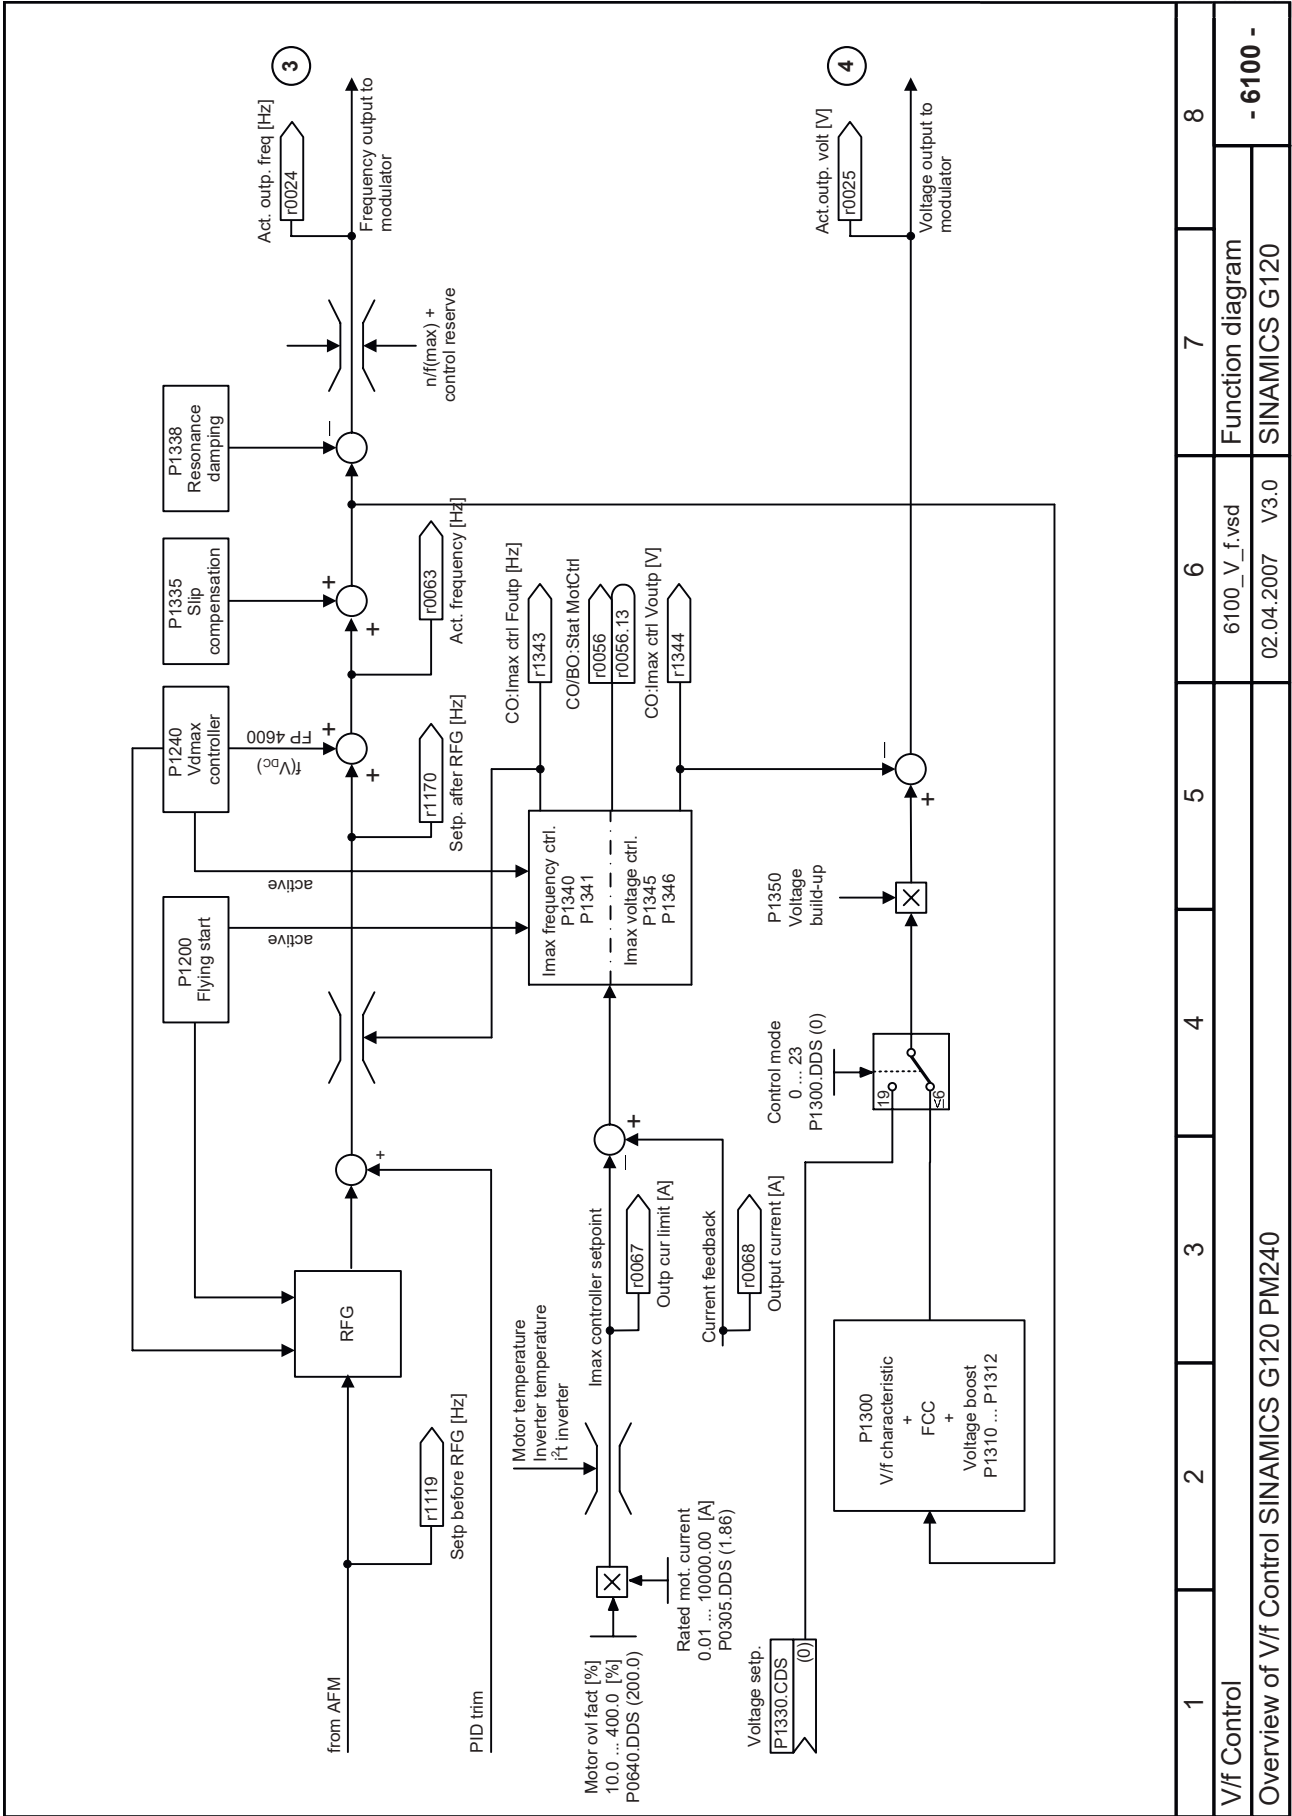 from AFM
r1119
Setp before RFG [Hz]
PID trim
RFG
+
P1200
Flying start
active
P1240
Vdmax
controller
active
f(VDC)
FP 4600
+
+
r1170
Setp. after RFG [Hz]
P1335
Slip
compensation
+
+
r0063
Act. frequency [Hz]
P1338
Resonance
damping
–
n/f(max) +
control reserve
Act. outp. freq [Hz]
r0024
Frequency output to
modulator
3
Motor ovl fact [%]
10.0 ... 400.0 [%]
P0640.DDS (200.0)
Rated mot. current
0.01 ... 10000.00 [A]
P0305.DDS (1.86)
Motor temperature
Inverter temperature
i²t inverter
Imax controller setpoint
r0067
Outp cur limit [A]
Current feedback
r0068
Output current [A]
–
+
Imax frequency ctrl.
P1340
P1341
Imax voltage ctrl.
P1345
P1346
CO:Imax ctrl Foutp [Hz]
r1343
CO/BO:Stat MotCtrl
r0056
r0056.13
CO:Imax ctrl Voutp [V]
r1344
Voltage setp.
P1330.CDS
(0)
P1300
V/f characteristic
+
FCC
+
Voltage boost
P1310 ... P1312
Control mode
0 ... 23
P1300.DDS (0)
19
≤6
P1350
Voltage
build-up
+
–
Act.outp. volt [V]
r0025
Voltage output to
modulator
4
1 2 3 4 5 6 7 8
V/f Control 6100_V_f.vsd Function diagram - 6100 -
Overview of V/f Control SINAMICS G120 PM240 02.04.2007 V3.0 SINAMICS G120